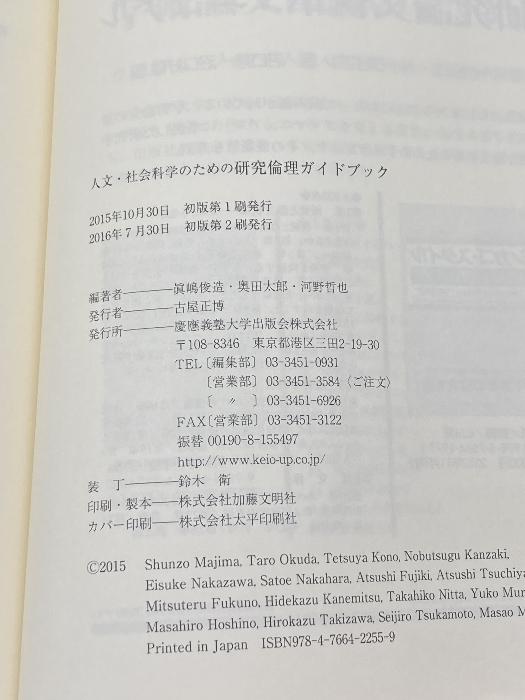 人文・社会科学のための研究倫理ガイドブック
2015年10月30日　初版第1刷発行
2016年7月30日　初版第2刷発行
編著者――――眞嶋俊造・奥田太郎・河野哲也
発行者――――古屋正博
発行所――――慶應義塾大学出版会株式会社
〒108-8346　東京都港区三田2-19-30
TEL〔編集部〕03-3451-0931
〔営業部〕03-3451-3584〈ご注文〉
〔　〃　〕03-3451-6926
FAX〔営業部〕03-3451-3122
振替 00190-8-155497
http://www.keio-up.co.jp/
装　丁――――鈴木　衛
印刷・製本――株式会社加藤文明社
カバー印刷――株式会社太平印刷社
©2015　Shunzo Majima, Taro Okuda, Tetsuya Kono, Nobutsugu Kanzaki,
Eisuke Nakazawa, Satoe Nakahara, Atsushi Fujiki, Atsushi Tsuchiya
Mitsuteru Fukuno, Hidekazu Kanemitsu, Takahiko Nitta, Yuko Mur
Masahiro Hoshino, Hirokazu Takizawa, Seijiro Tsukamoto, Masao M
Printed in Japan　ISBN978-4-7664-2255-9